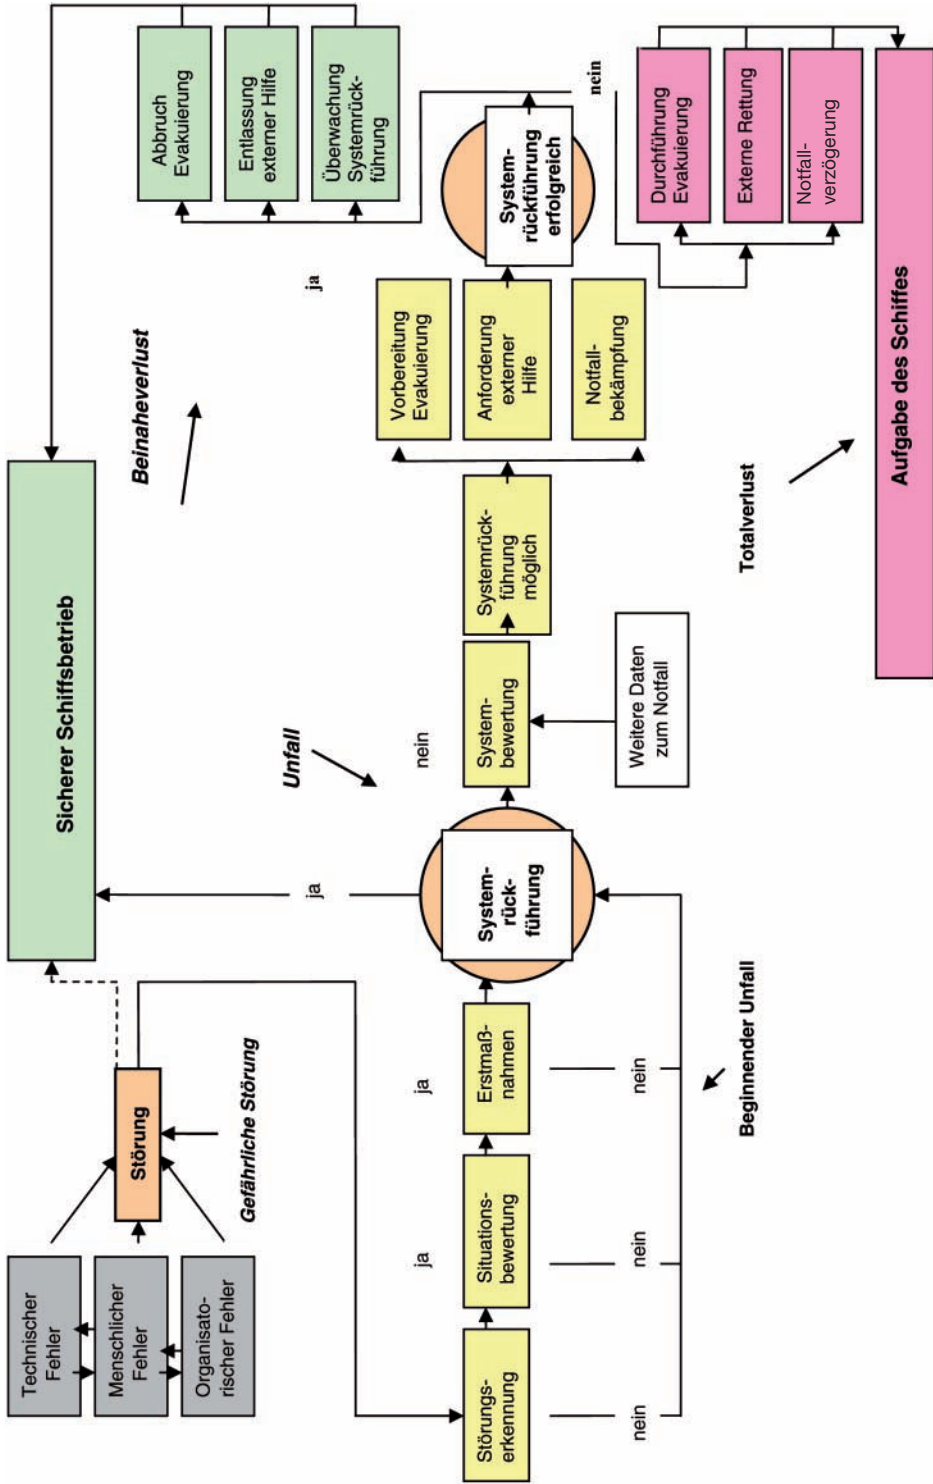 Sicherer Schiffsbetrieb
Technischer
Fehler
Menschlicher
Fehler
Organisato-
rischer Fehler
Störung
Gefährliche Störung
Beinaheverlust
Unfall
Abbruch
Evakuierung
Entlassung
externer Hilfe
Überwachung
Systemrück-
führung
ja
nein
ja
ja
ja
nein
Störungs-
erkennung
Situations-
bewertung
Erstmaß-
nahmen
System-
rück-
führung
System-
bewertung
Systemrück-
führung
möglich
Vorbereitung
Evakuierung
Anforderung
externer
Hilfe
Notfall-
bekämpfung
System-
rückführung
erfolgreich
nein
nein
nein
Weitere Daten
zum Notfall
Durchführung
Evakuierung
Externe Rettung
Notfall-
verzögerung
Beginnender Unfall
Totalverlust
Aufgabe des Schiffes